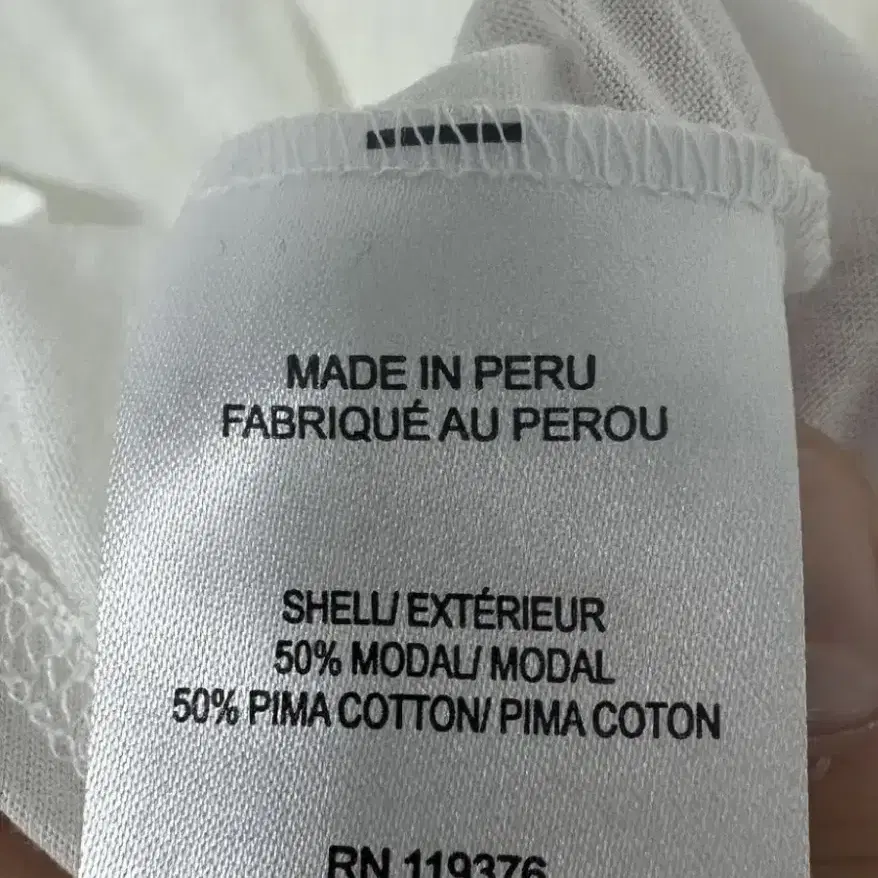 MADE IN PERU
FABRIQUÉ AU PEROU
SHELL/ EXTÉRIEUR
50% MODAL/ MODAL
50% PIMA COTTON/ PIMA COTON
RN 119376